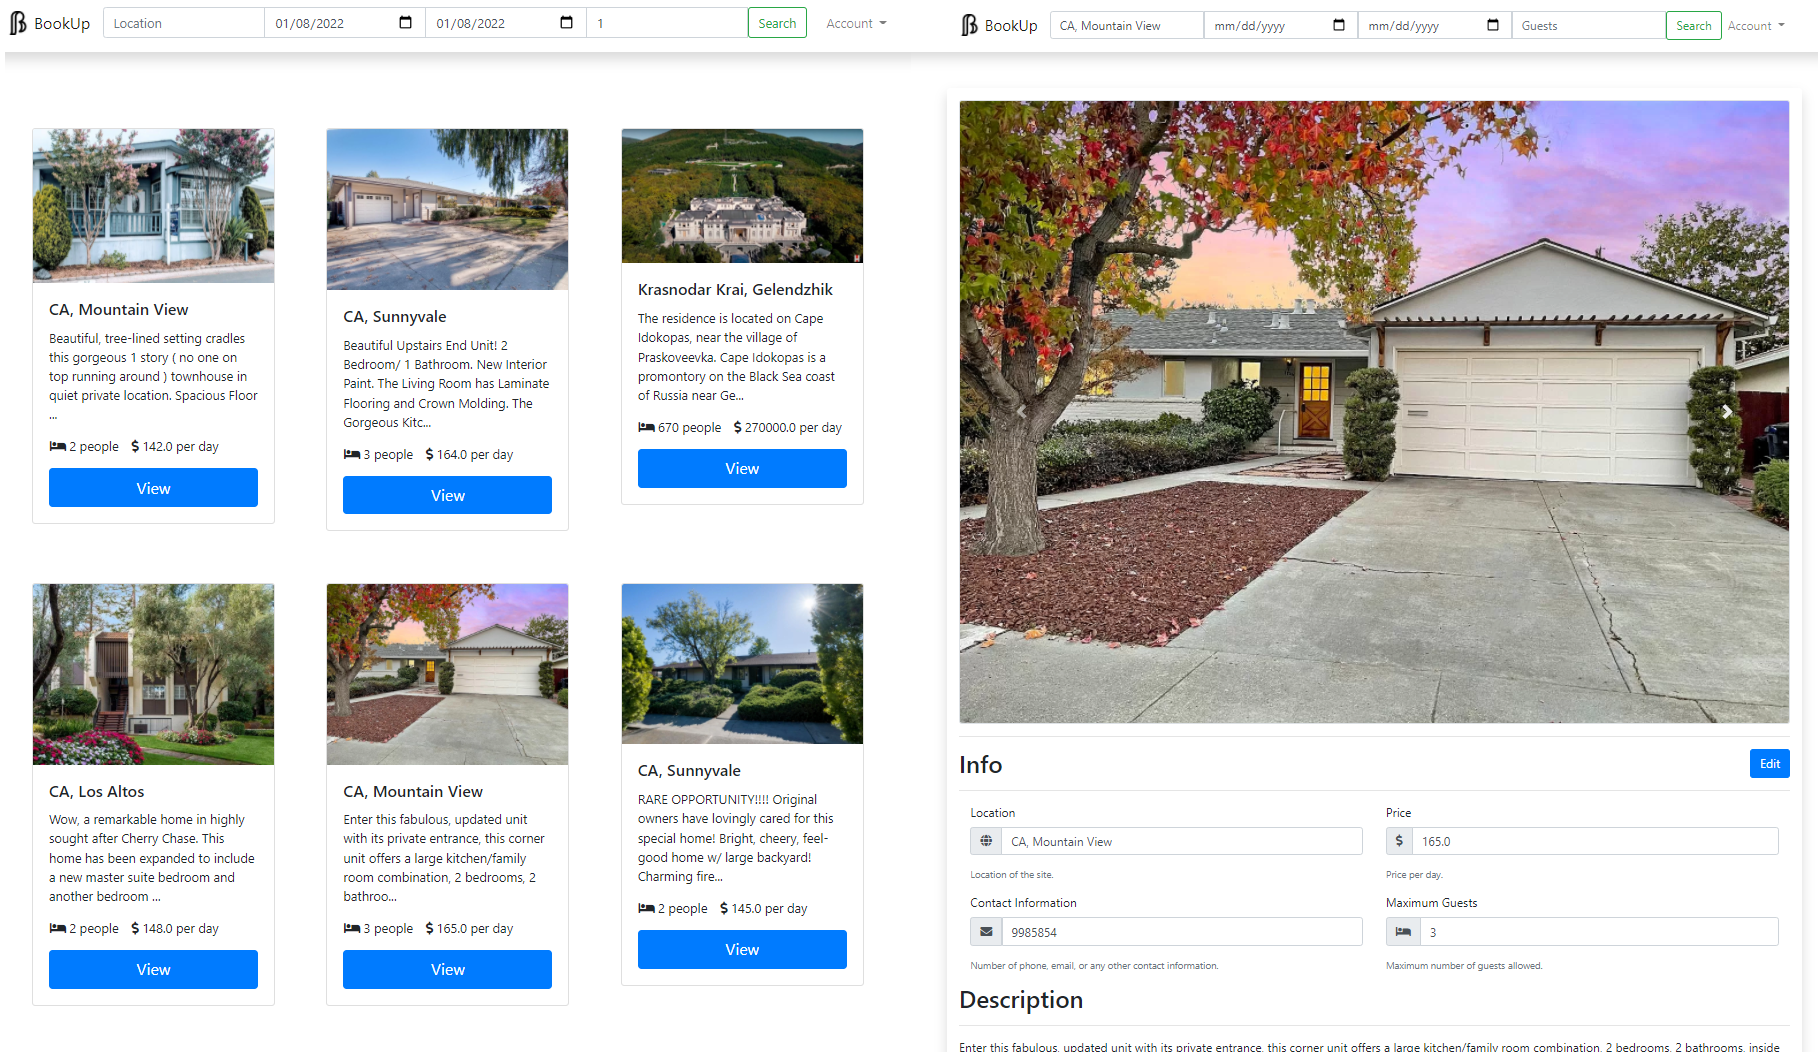 BookUp Location 01/08/2022 01/08/2022 1 Search Account
CA, Mountain View
Beautiful, tree-lined setting cradles
this gorgeous 1 story ( no one on
top running around ) townhouse in
quiet private location. Spacious Floor
...
2 people $ 142.0 per day
View
CA, Sunnyvale
Beautiful Upstairs End Unit! 2
Bedroom/ 1 Bathroom. New Interior
Paint. The Living Room has Laminate
Flooring and Crown Molding. The
Gorgeous Kitc...
3 people $ 164.0 per day
View
Krasnodar Krai, Gelendzhik
The residence is located on Cape
Idokopas, near the village of
Praskoveevka. Cape Idokopas is a
promontory on the Black Sea coast
of Russia near Ge...
670 people $ 270000.0 per day
View
CA, Los Altos
Wow, a remarkable home in highly
sought after Cherry Chase. This
home has been expanded to include
a new master suite bedroom and
another bedroom ...
2 people $ 148.0 per day
View
CA, Mountain View
Enter this fabulous, updated unit
with its private entrance, this corner
unit offers a large kitchen/family
room combination, 2 bedrooms, 2
bathroo...
3 people $ 165.0 per day
View
CA, Sunnyvale
RARE OPPORTUNITY!!!! Original
owners have lovingly cared for this
special home! Bright, cheery, feel-
good home w/ large backyard!
Charming fire...
2 people $ 145.0 per day
View
BookUp CA, Mountain View mm/dd/yyyy mm/dd/yyyy Guests Search Account
Info Edit
Location Price
CA, Mountain View $ 165.0
Location of the site. Price per day.
Contact Information Maximum Guests
9985854 3
Number of phone, email, or any other contact information. Maximum number of guests allowed.
Description
Enter this fabulous, updated unit with its private entrance, this corner unit offers a large kitchen/family room combination, 2 bedrooms, 2 bathrooms, inside